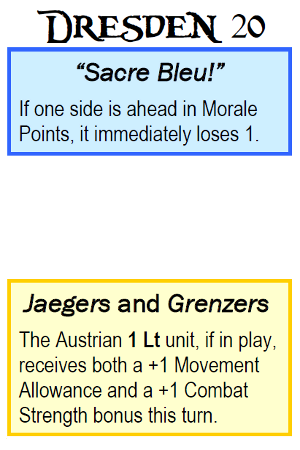 DRESDEN 20
“Sacre Bleu!”
If one side is ahead in Morale
Points, it immediately loses 1.
Jaegers and Grenzers
The Austrian 1 Lt unit, if in play,
receives both a +1 Movement
Allowance and a +1 Combat
Strength bonus this turn.